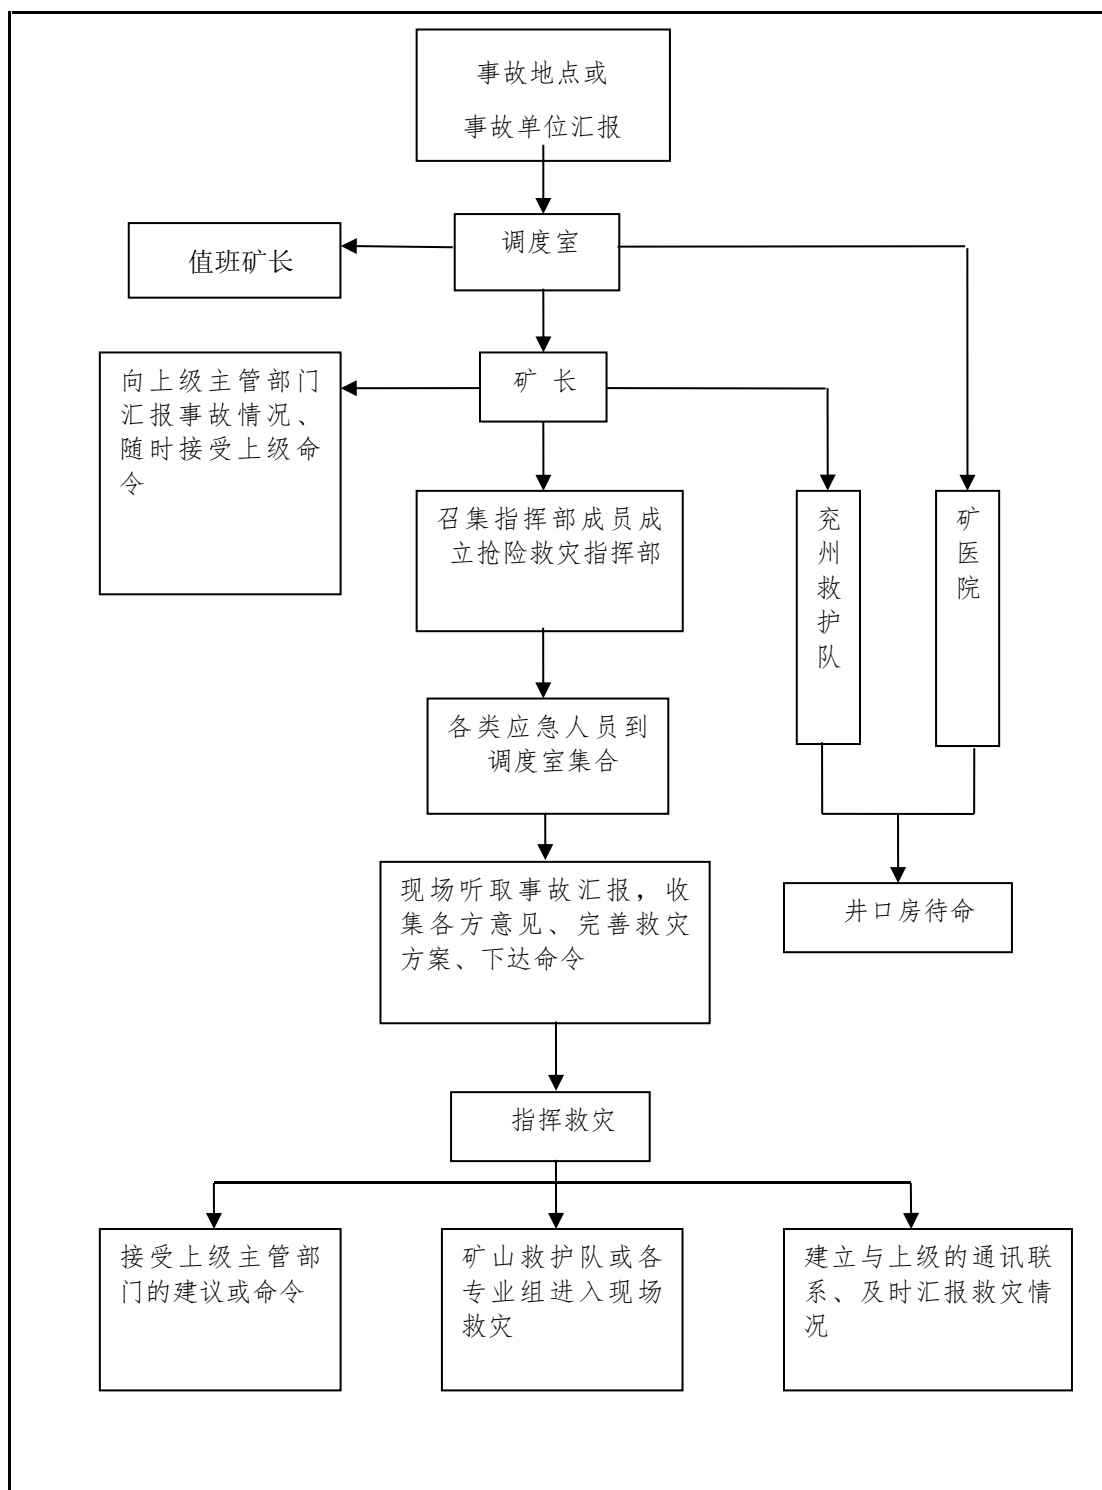 事故地点或
事故单位汇报
调度室
值班矿长
矿 长
向上级主管部门
汇报事故情况、
随时接受上级命
令
召集指挥部成员成
立抢险救灾指挥部
兖州救护队
矿医院
各类应急人员到
调度室集合
现场听取事故汇报，收
集各方意见、完善救灾
方案、下达命令
井口房待命
指挥救灾
接受上级主管部
门的建议或命令
矿山救护队或各
专业组进入现场
救灾
建立与上级的通讯联
系、及时汇报救灾情
况